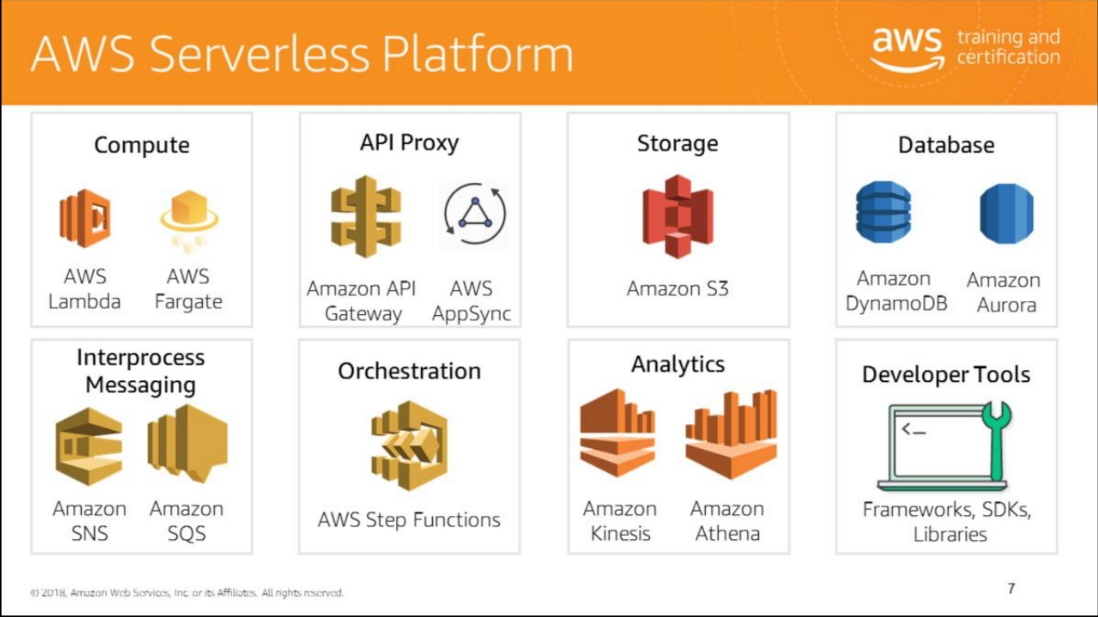 AWS Serverless Platform
aws training and
certification
Compute
AWS
Lambda
AWS
Fargate
API Proxy
Amazon API
Gateway
AWS
AppSync
Storage
Amazon S3
Database
Amazon
DynamoDB
Amazon
Aurora
Interprocess
Messaging
Amazon
SNS
Amazon
SQS
Orchestration
AWS Step Functions
Analytics
Amazon
Kinesis
Amazon
Athena
Developer Tools
<_
Frameworks, SDKs,
Libraries
© 2018, Amazon Web Services, Inc. or its Affiliates. All rights reserved.
7